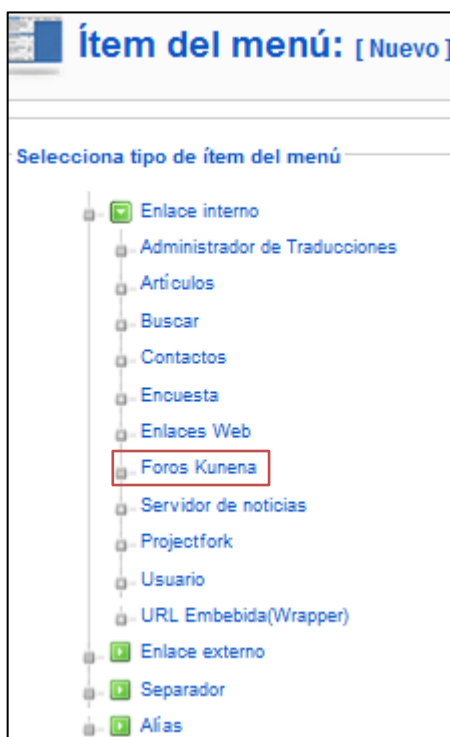 Ítem del menú: [ Nuevo ]
Selecciona tipo de ítem del menú
Enlace interno
Administrador de Traducciones
Artículos
Buscar
Contactos
Encuesta
Enlaces Web
Foros Kunena
Servidor de noticias
Projectfork
Usuario
URL Embebida(Wrapper)
Enlace externo
Separador
Alías